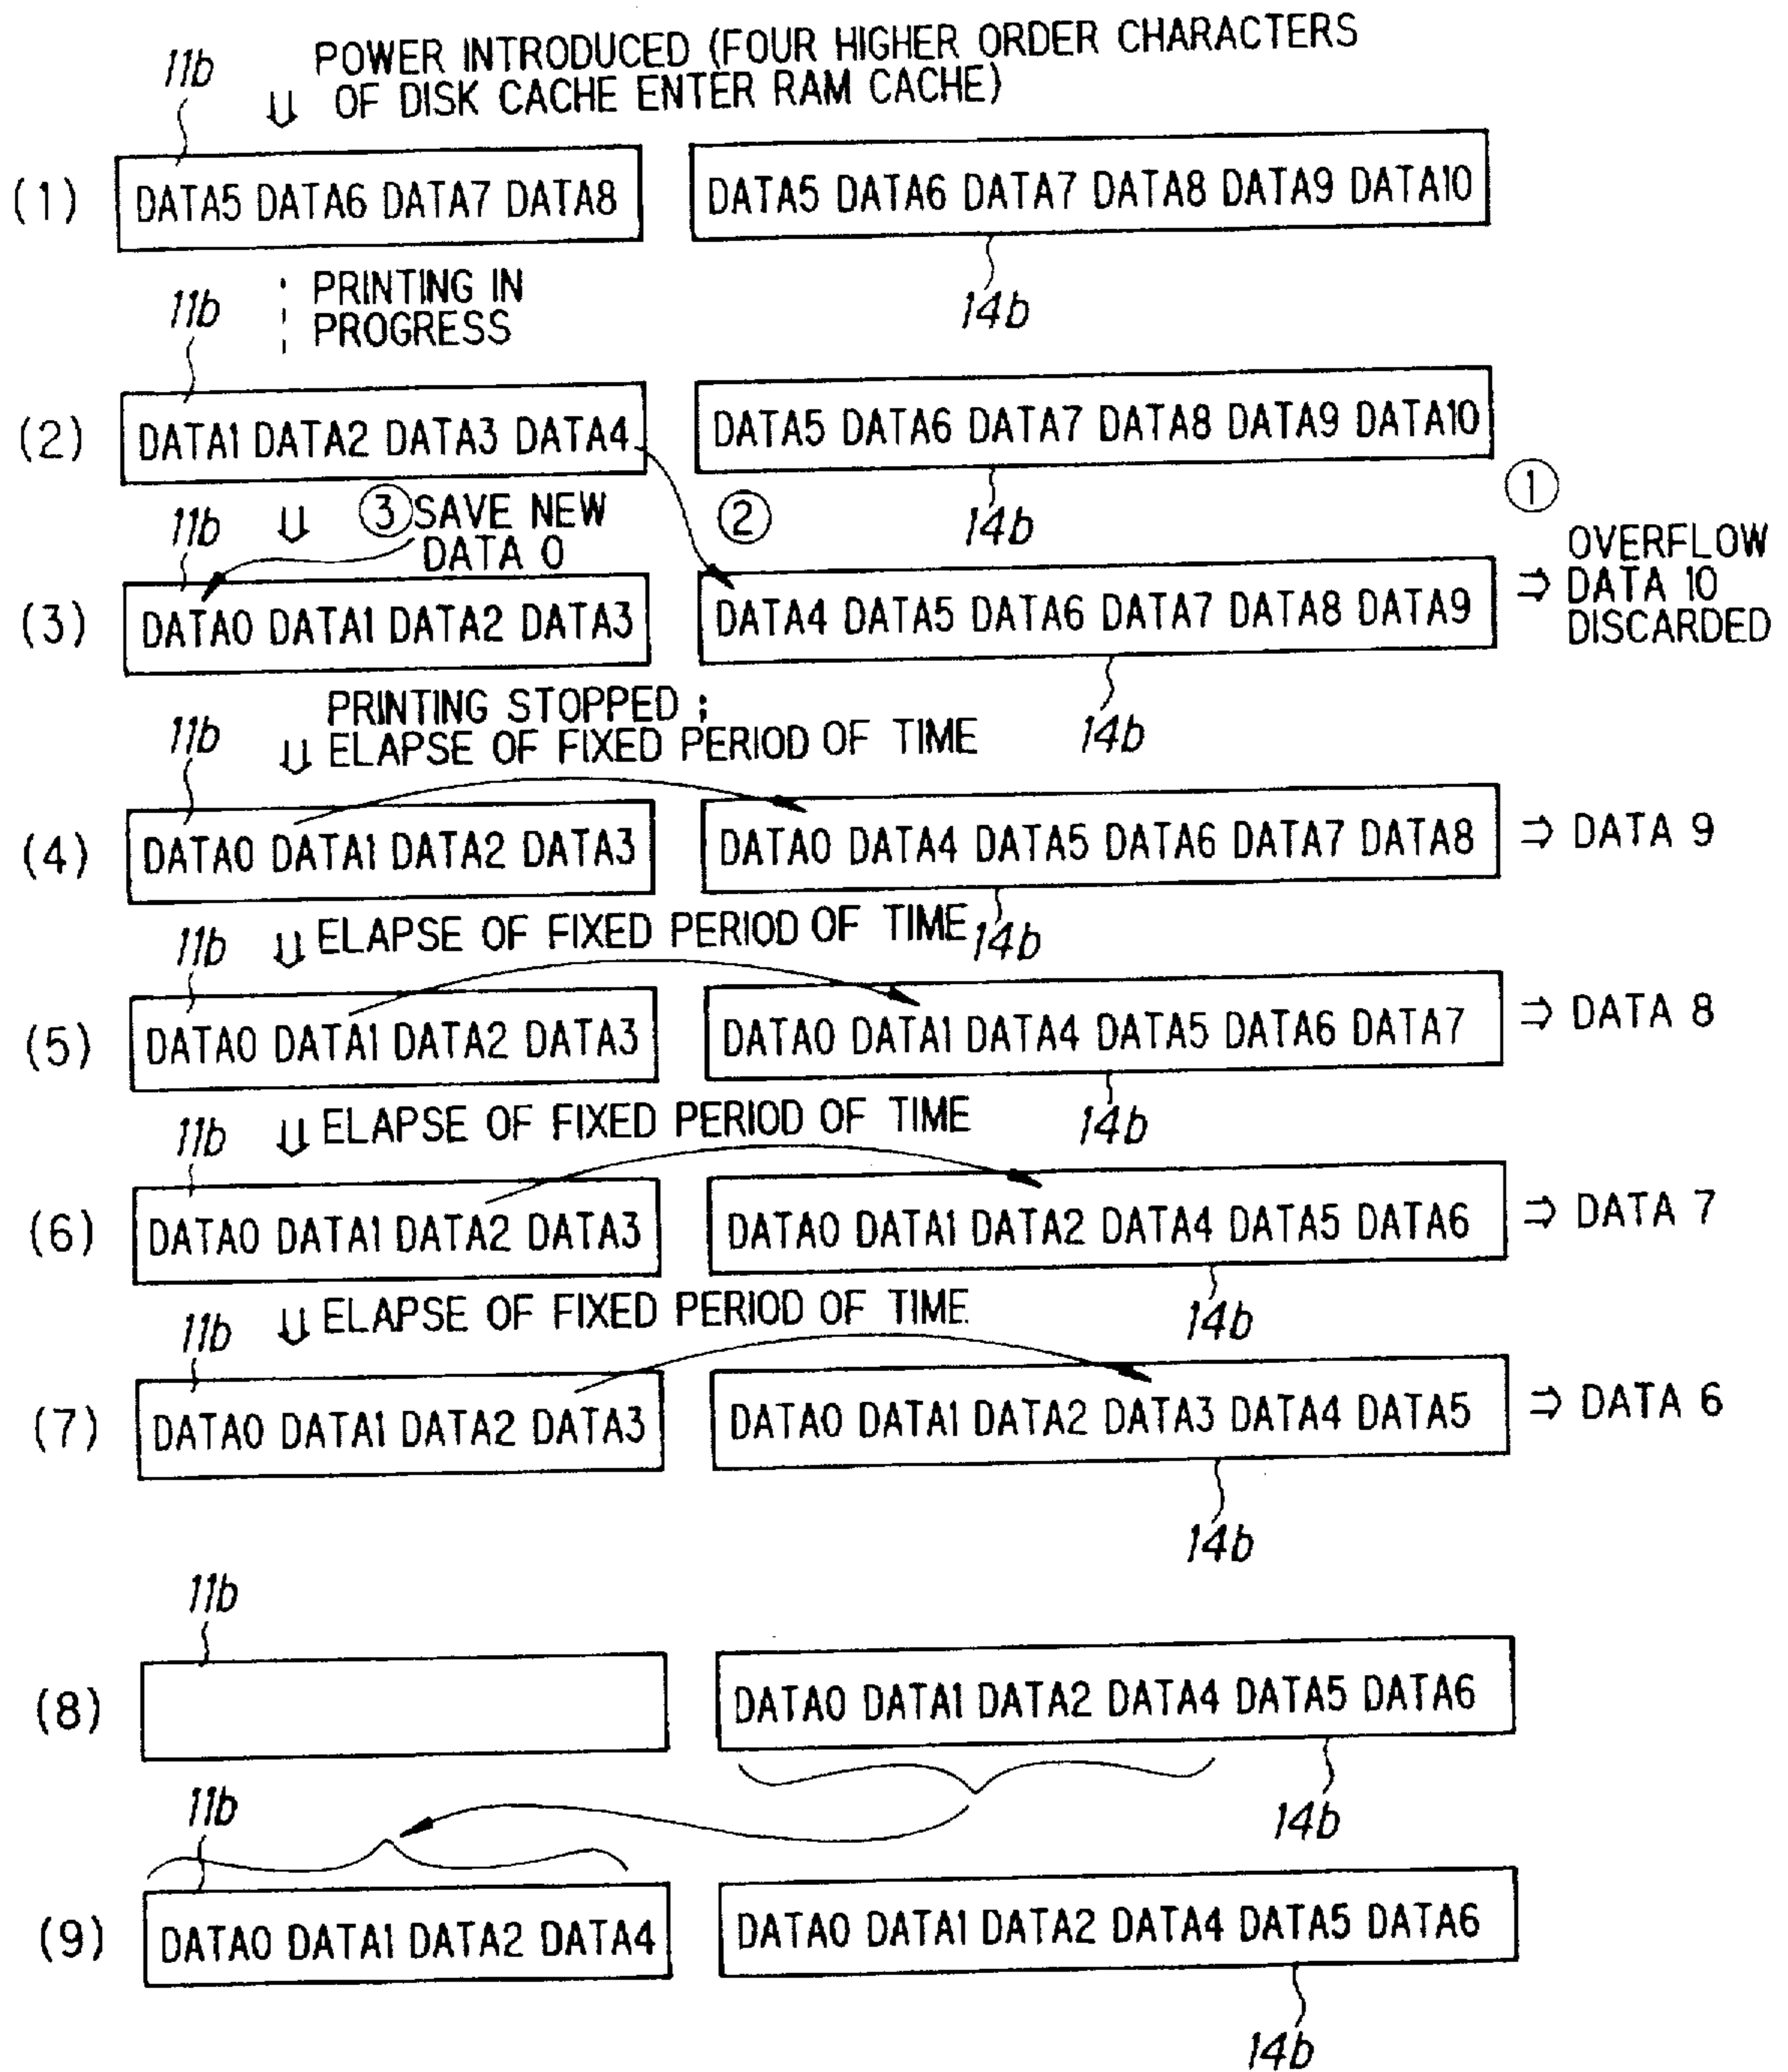 11b ⇓ POWER INTRODUCED (FOUR HIGHER ORDER CHARACTERS
OF DISK CACHE ENTER RAM CACHE)
(1) DATA5 DATA6 DATA7 DATA8 DATA5 DATA6 DATA7 DATA8 DATA9 DATA10
14b
11b PRINTING IN
PROGRESS
(2) DATA1 DATA2 DATA3 DATA4 DATA5 DATA6 DATA7 DATA8 DATA9 DATA10
14b
11b ⇓ ③ SAVE NEW ② ①
DATA 0
OVERFLOW
(3) DATA0 DATA1 DATA2 DATA3 DATA4 DATA5 DATA6 DATA7 DATA8 DATA9 ⇒ DATA 10
DISCARDED
14b
PRINTING STOPPED ;
11b ⇓ ELAPSE OF FIXED PERIOD OF TIME
(4) DATA0 DATA1 DATA2 DATA3 DATA0 DATA4 DATA5 DATA6 DATA7 DATA8 ⇒ DATA 9
14b
11b ⇓ ELAPSE OF FIXED PERIOD OF TIME
(5) DATA0 DATA1 DATA2 DATA3 DATA0 DATA1 DATA4 DATA5 DATA6 DATA7 ⇒ DATA 8
14b
11b ⇓ ELAPSE OF FIXED PERIOD OF TIME
(6) DATA0 DATA1 DATA2 DATA3 DATA0 DATA1 DATA2 DATA4 DATA5 DATA6 ⇒ DATA 7
14b
11b ⇓ ELAPSE OF FIXED PERIOD OF TIME
(7) DATA0 DATA1 DATA2 DATA3 DATA0 DATA1 DATA2 DATA3 DATA4 DATA5 ⇒ DATA 6
14b
11b
(8) DATA0 DATA1 DATA2 DATA4 DATA5 DATA6
14b
11b
(9) DATA0 DATA1 DATA2 DATA4 DATA0 DATA1 DATA2 DATA4 DATA5 DATA6
14b